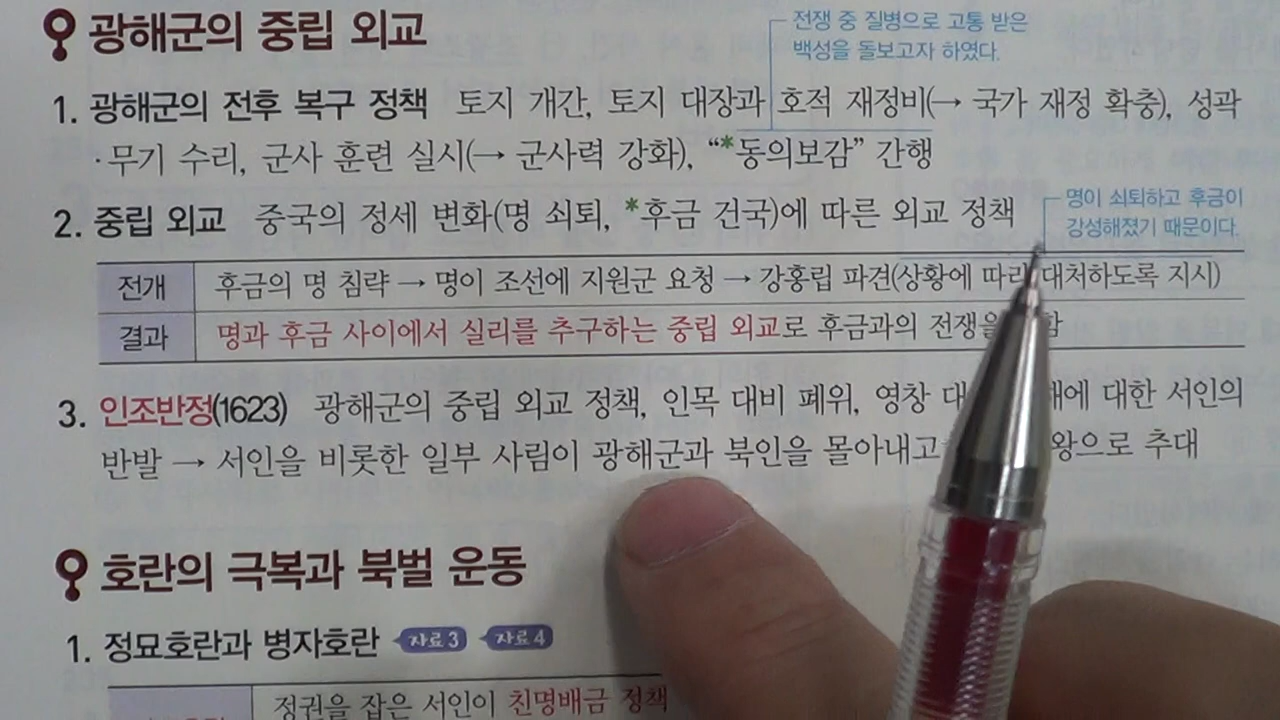 광해군의 중립 외교
전쟁 중 질병으로 고통 받은
백성을 돌보고자 하였다.
1. 광해군의 전후 복구 정책 토지 개간, 토지 대장과 호적 재정비(→ 국가 재정 확충), 성곽
·무기 수리, 군사 훈련 실시(→ 군사력 강화), “*동의보감” 간행
2. 중립 외교 중국의 정세 변화(명 쇠퇴, *후금 건국)에 따른 외교 정책
명이 쇠퇴하고 후금이
강성해졌기 때문이다.
전개 후금의 명 침략 → 명이 조선에 지원군 요청 → 강홍립 파견(상황에 따라 대처하도록 지시)
결과 명과 후금 사이에서 실리를 추구하는 중립 외교로 후금과의 전쟁을 함
3. 인조반정(1623) 광해군의 중립 외교 정책, 인목 대비 폐위, 영창 대 해에 대한 서인의
반발 → 서인을 비롯한 일부 사림이 광해군과 북인을 몰아내고 왕으로 추대
호란의 극복과 북벌 운동
1. 정묘호란과 병자호란 자료 3 자료 4
정권을 잡은 서인이 친명배금 정책